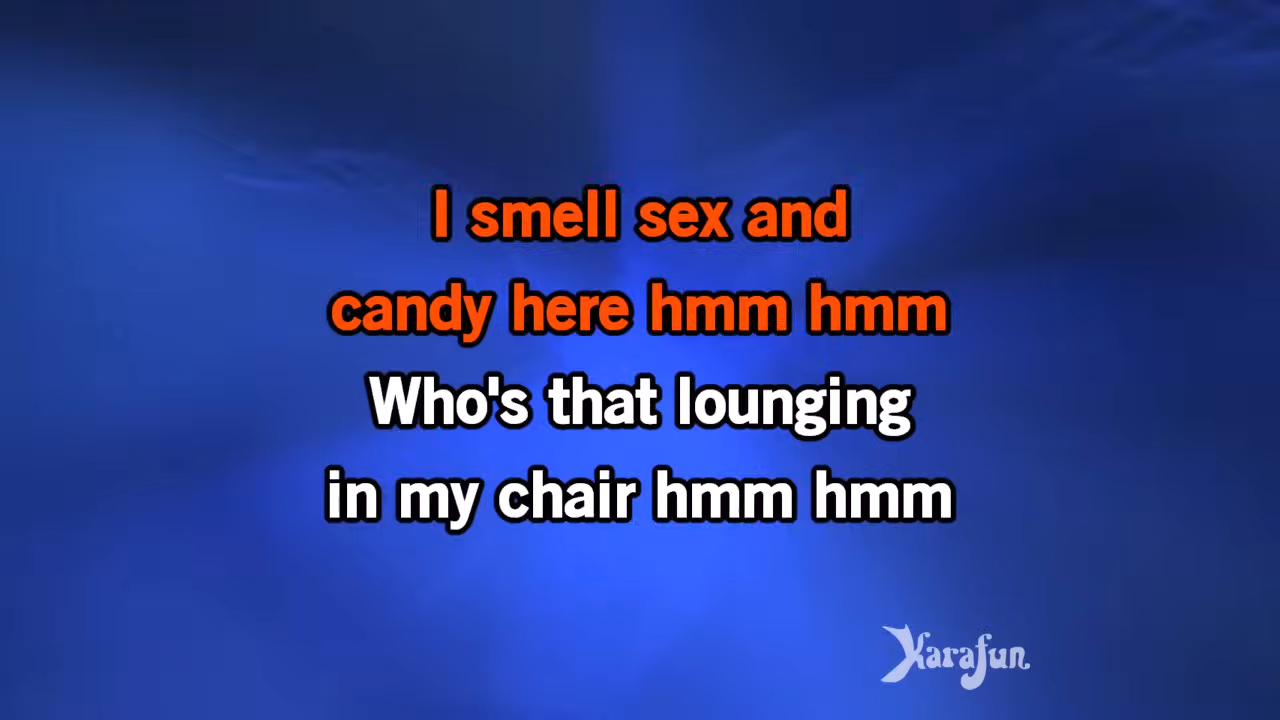 I smell sex and
candy here hmm hmm
Who's that lounging
in my chair hmm hmm
Karafun